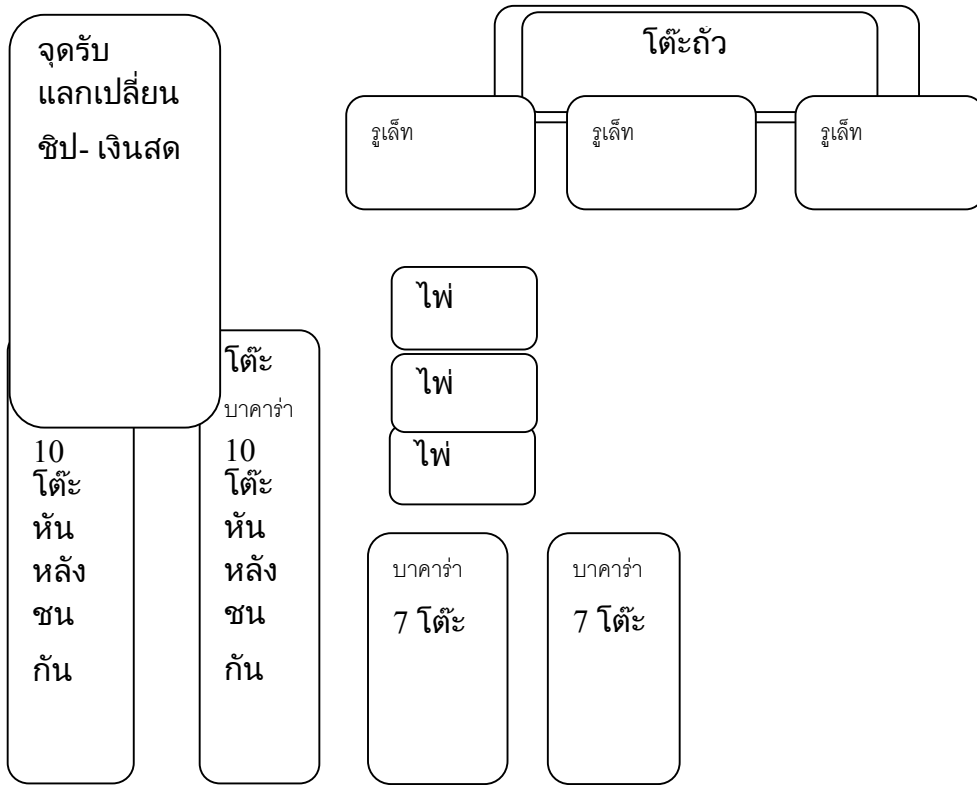 จุดรับ
แลกเปลี่ยน
ชิป- เงินสด
โต๊ะถั่ว
รูเล็ท
รูเล็ท
รูเล็ท
ไพ่
ไพ่
ไพ่
10
โต๊ะ
หัน
หลัง
ชน
กัน
โต๊ะ
บาคาร่า
10
โต๊ะ
หัน
หลัง
ชน
กัน
บาคาร่า
7 โต๊ะ
บาคาร่า
7 โต๊ะ